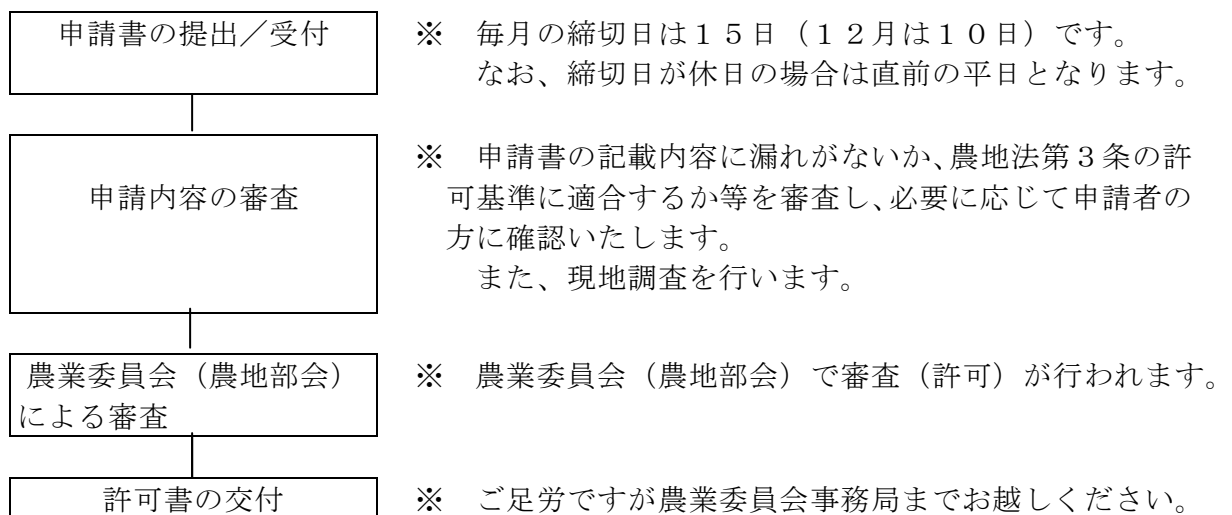 申請書の提出／受付
※　毎月の締切日は１５日（１２月は１０日）です。
なお、締切日が休日の場合は直前の平日となります。
申請内容の審査
※　申請書の記載内容に漏れがないか、農地法第３条の許
可基準に適合するか等を審査し、必要に応じて申請者の
方に確認いたします。
また、現地調査を行います。
農業委員会（農地部会）
による審査
※　農業委員会（農地部会）で審査（許可）が行われます。
許可書の交付
※　ご足労ですが農業委員会事務局までお越しください。